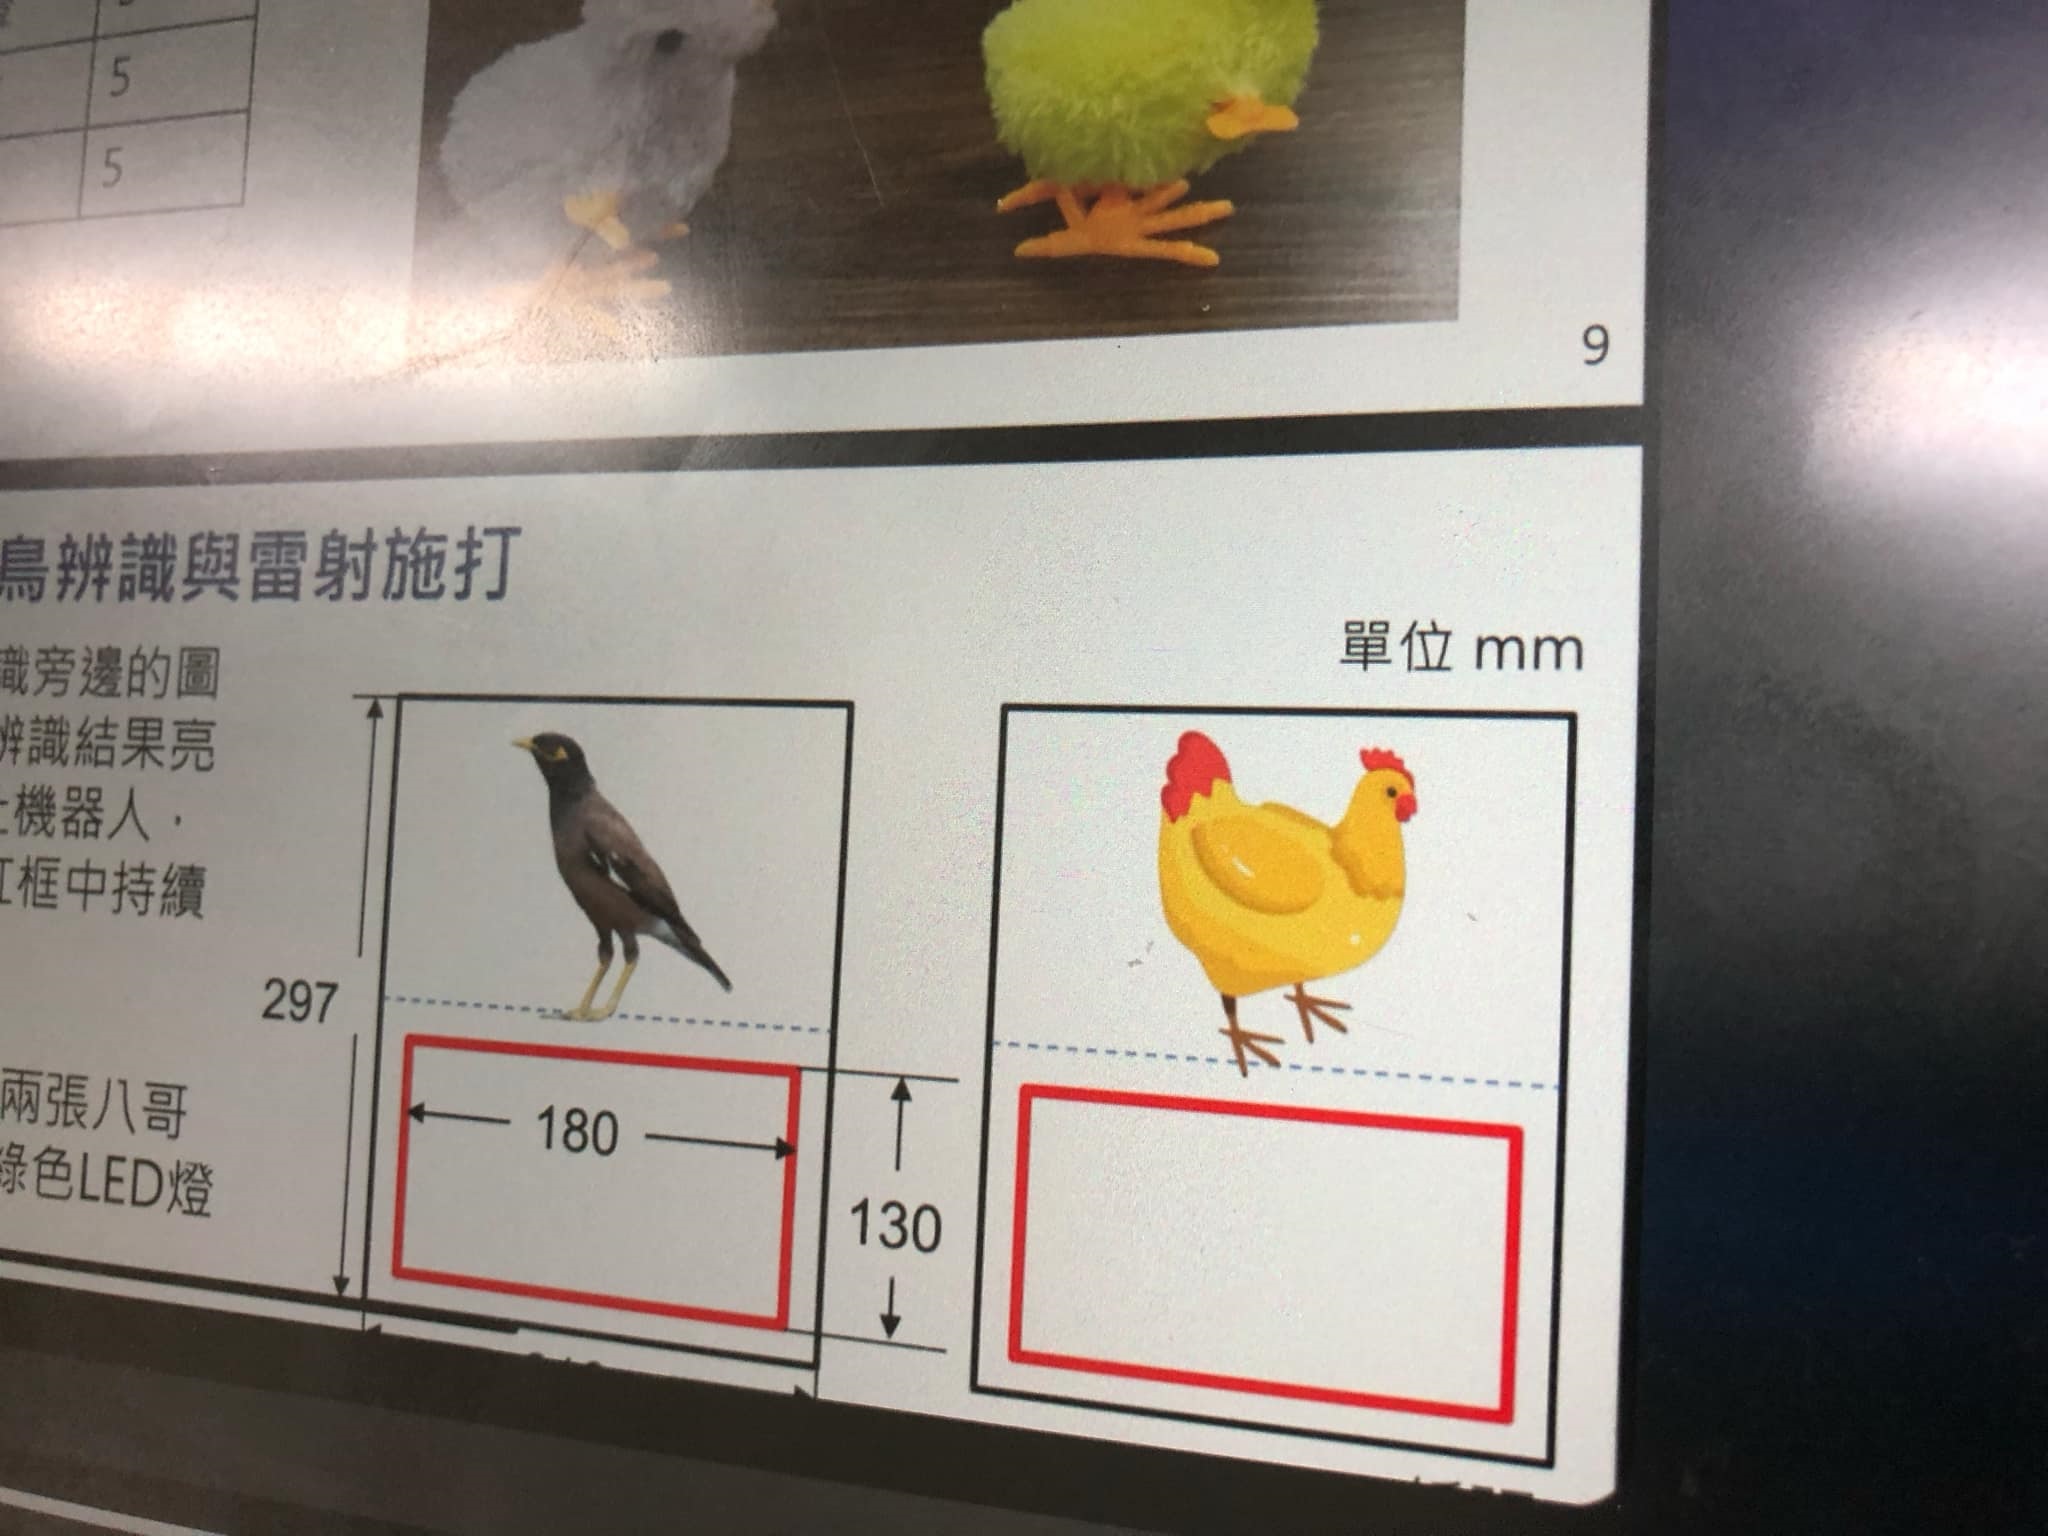 5
5
9
鳥辨識與雷射施打
單位 mm
識旁邊的圖
辨識結果亮
上機器人，
紅框中持續
297
180
130
兩張八哥
綠色LED燈